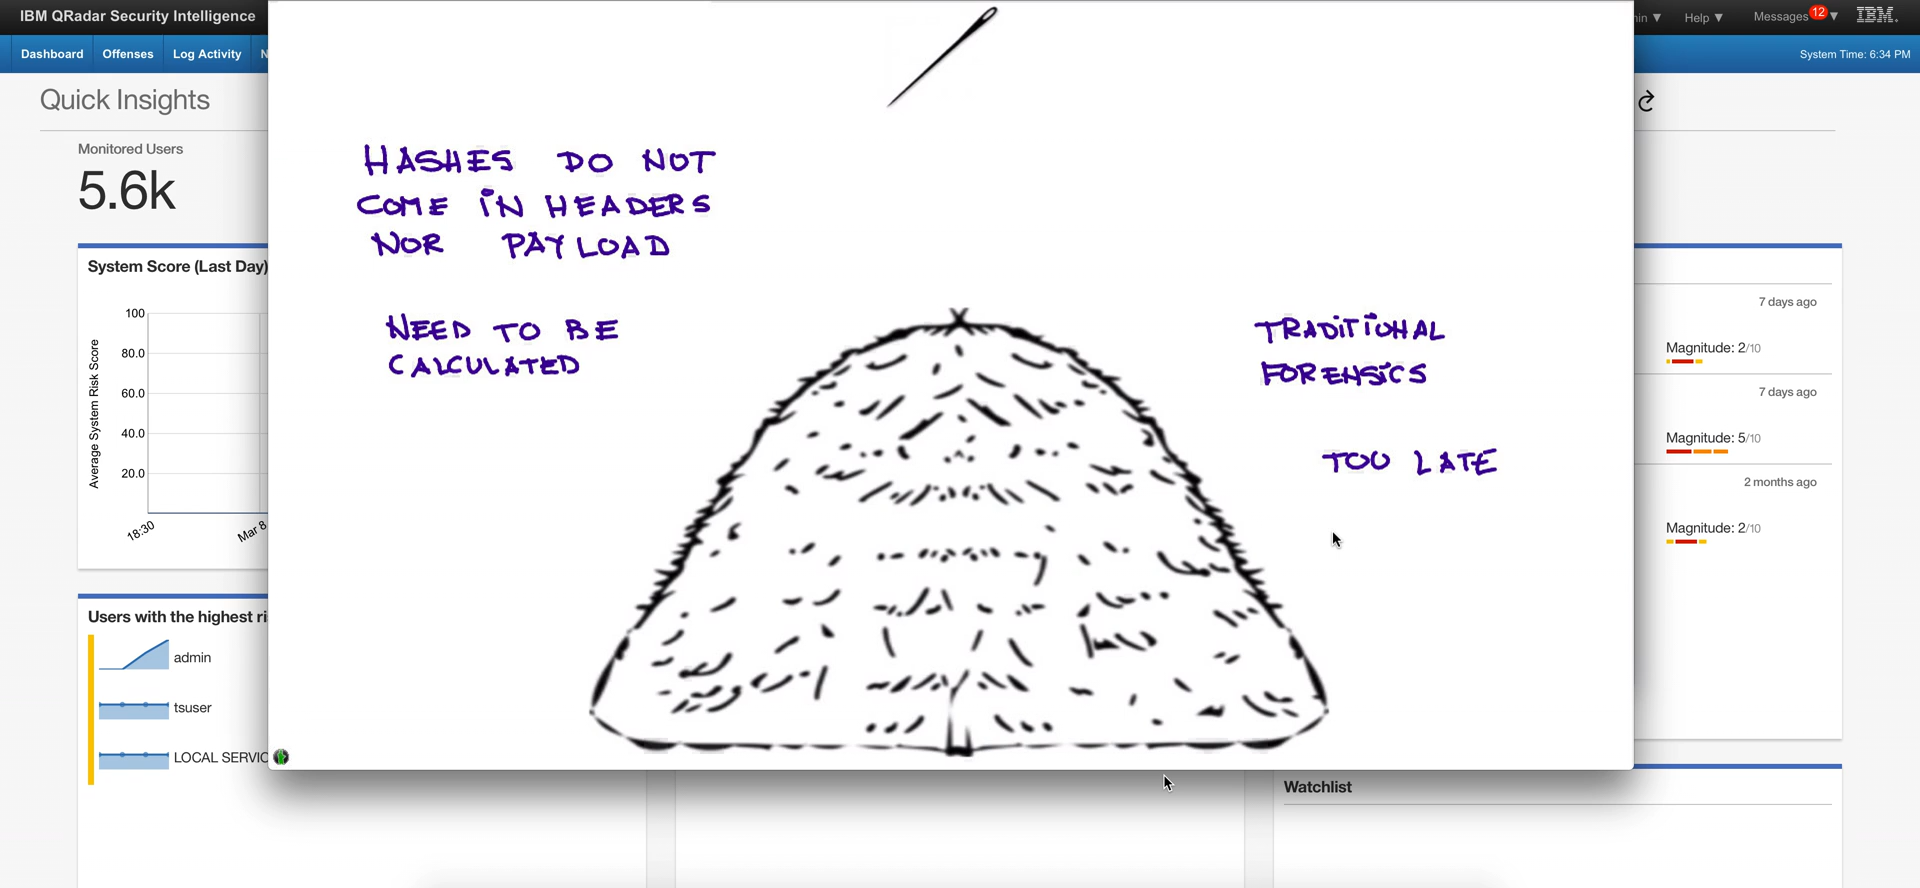 IBM QRadar Security Intelligence
Help
Messages 12
IBM
Dashboard
Offenses
Log Activity
System Time: 6:34 PM
Quick Insights
Monitored Users
5.6k
System Score (Last Day)
Average System Risk Score
100
80.0
60.0
40.0
20.0
18:30
Mar 8
Users with the highest
admin
tsuser
LOCAL
HASHES DO NOT
COME IN HEADERS
NOR PAYLOAD
NEED TO BE
CALCULATED
TRADITIONAL
FORENSICS
TOO LATE
7 days ago
Magnitude: 2/10
7 days ago
Magnitude: 5/10
2 months ago
Magnitude: 2/10
Watchlist